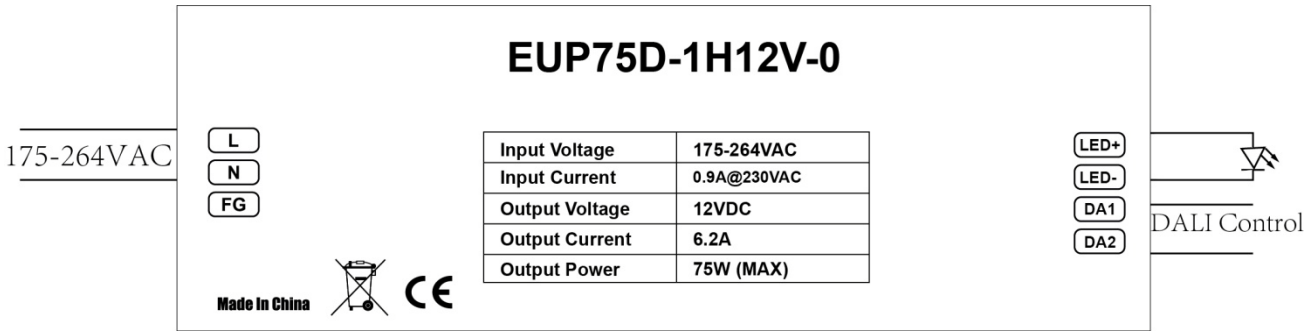 EUP75D-1H12V-0
175-264VAC
L
N
FG
Input Voltage 175-264VAC
Input Current 0.9A@230VAC
Output Voltage 12VDC
Output Current 6.2A
Output Power 75W (MAX)
LED+
LED-
DA1
DA2
DALI Control
Made In China
CE